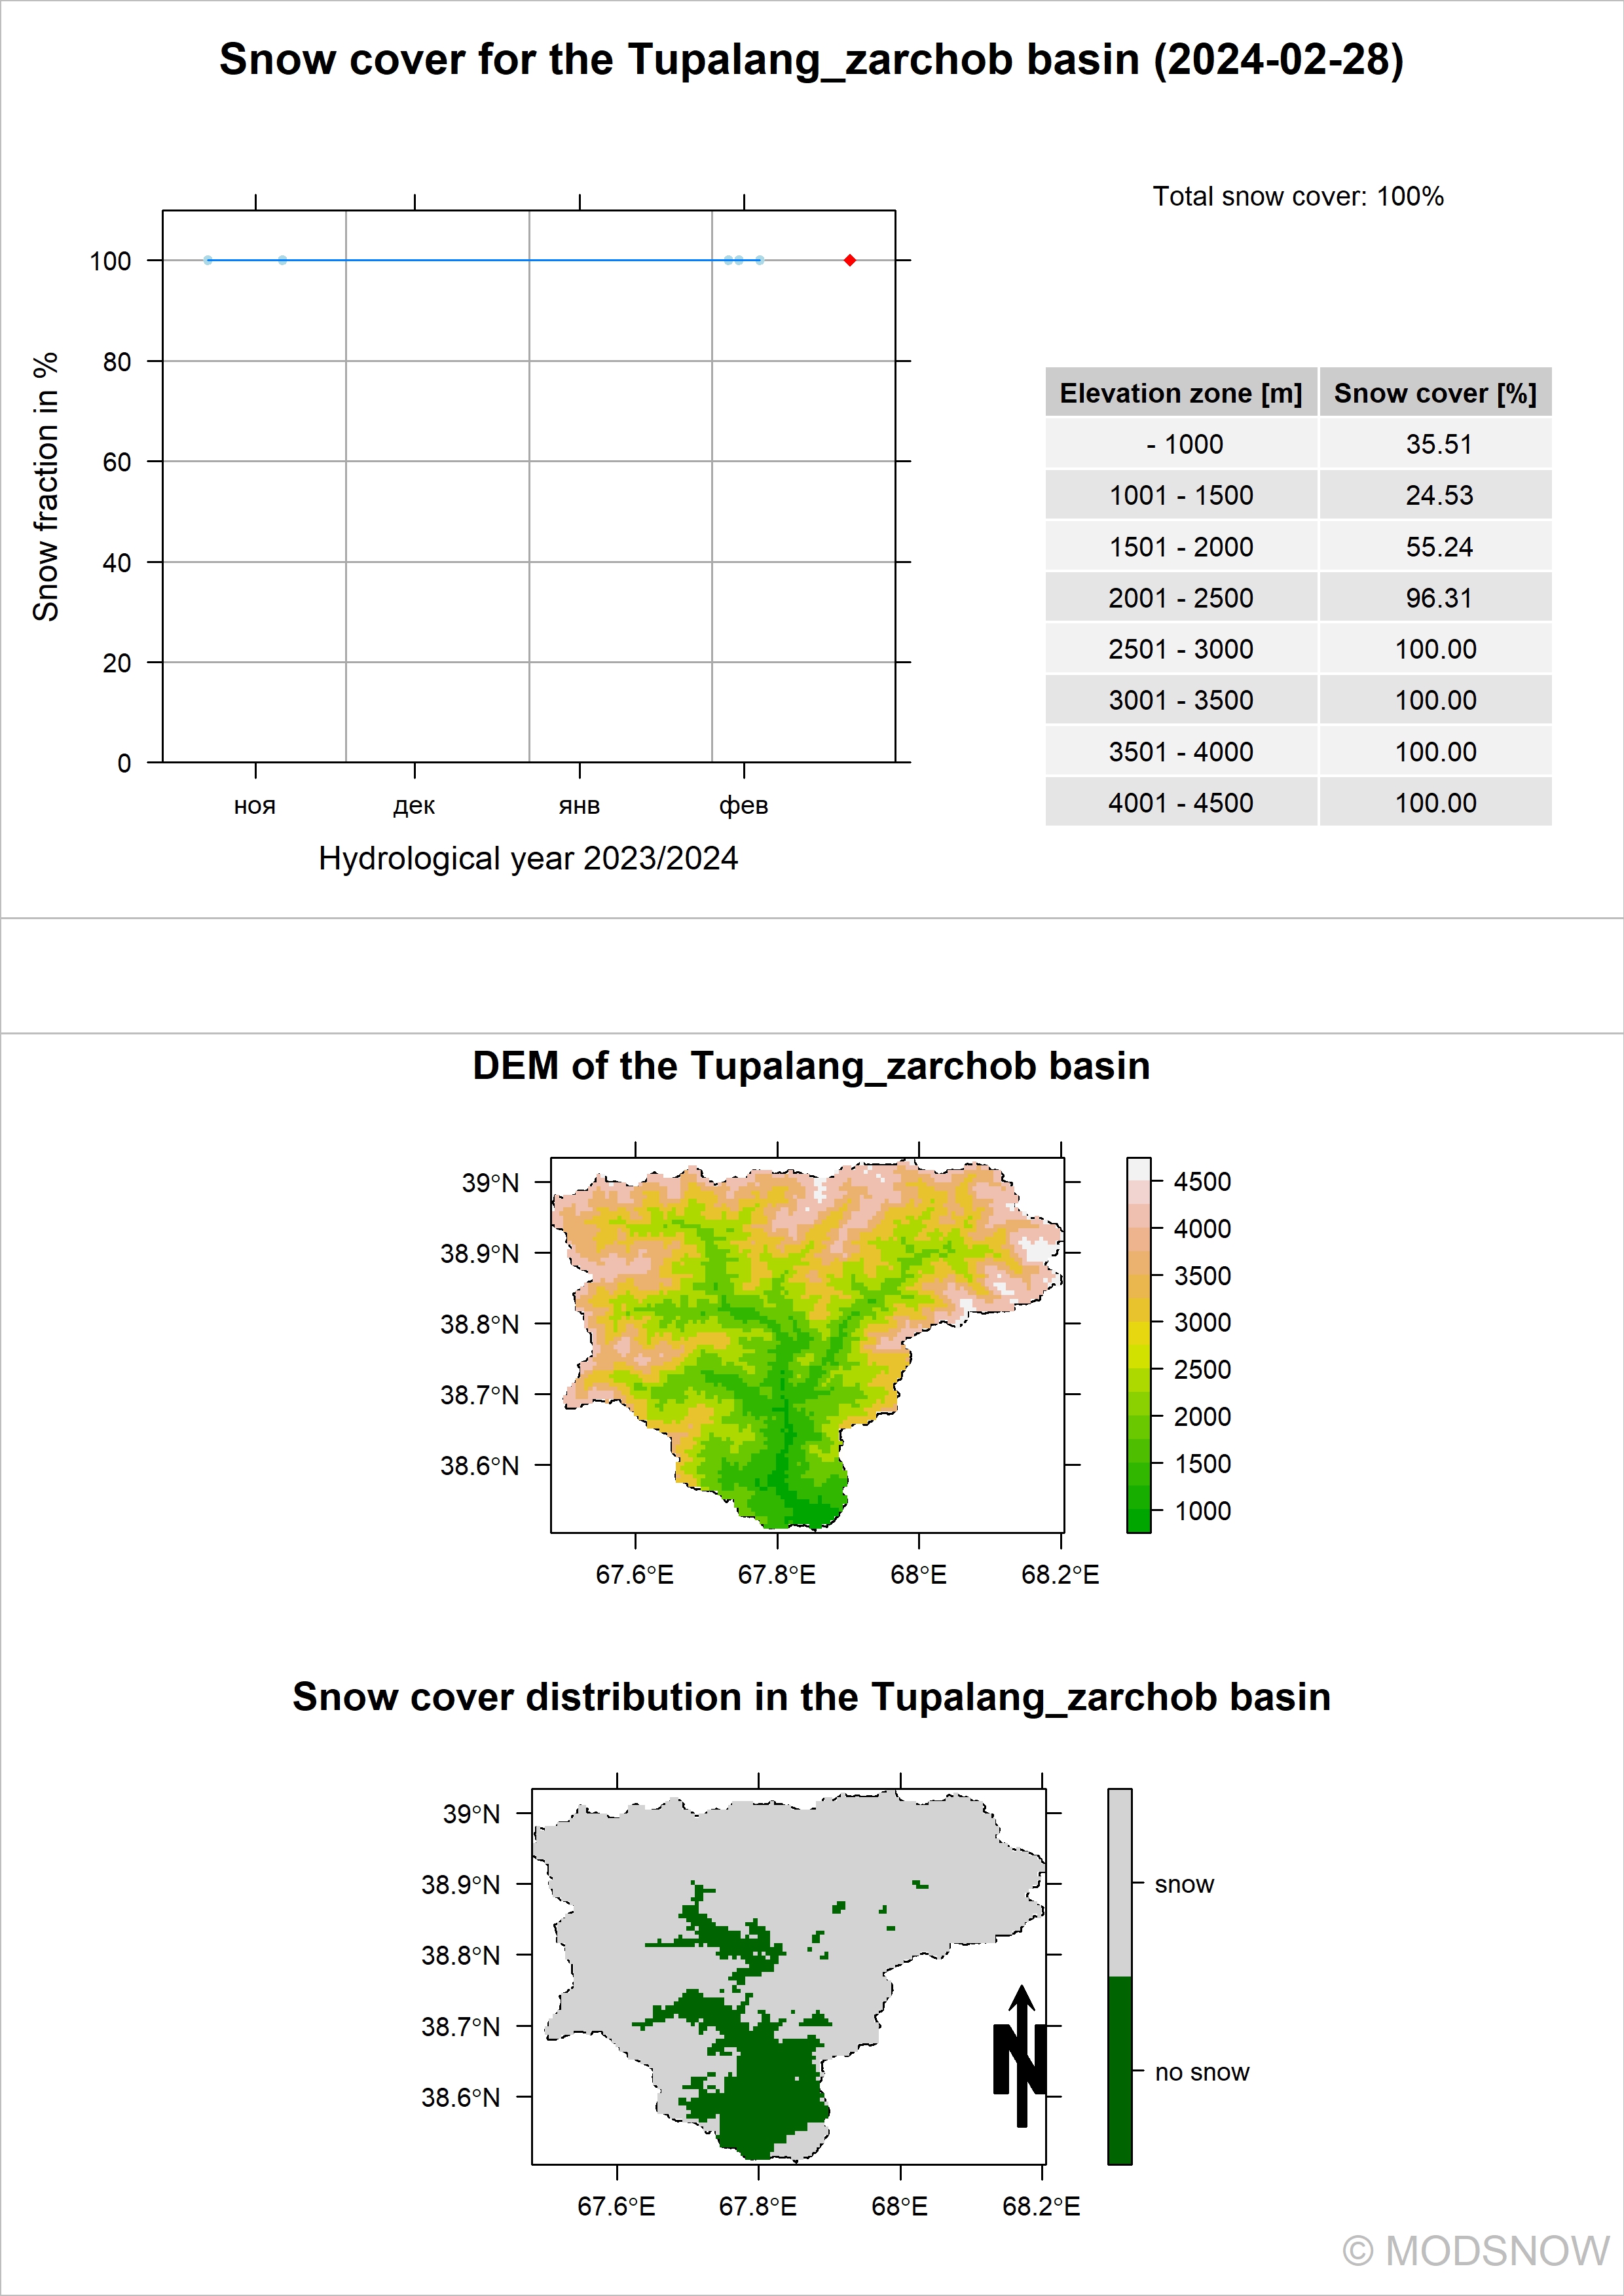 Snow cover for the Tupalang_zarchob basin (2024-02-28)
Total snow cover: 100%
Snow fraction in %
100
80
60
40
20
0
ноя дек янв фев
Hydrological year 2023/2024
Elevation zone [m] Snow cover [%]
- 1000 35.51
1001 - 1500 24.53
1501 - 2000 55.24
2001 - 2500 96.31
2501 - 3000 100.00
3001 - 3500 100.00
3501 - 4000 100.00
4001 - 4500 100.00
DEM of the Tupalang_zarchob basin
39°N
38.9°N
38.8°N
38.7°N
38.6°N
67.6°E 67.8°E 68°E 68.2°E
4500
4000
3500
3000
2500
2000
1500
1000
Snow cover distribution in the Tupalang_zarchob basin
39°N
38.9°N
38.8°N
38.7°N
38.6°N
67.6°E 67.8°E 68°E 68.2°E
N
snow
no snow
© MODSNOW